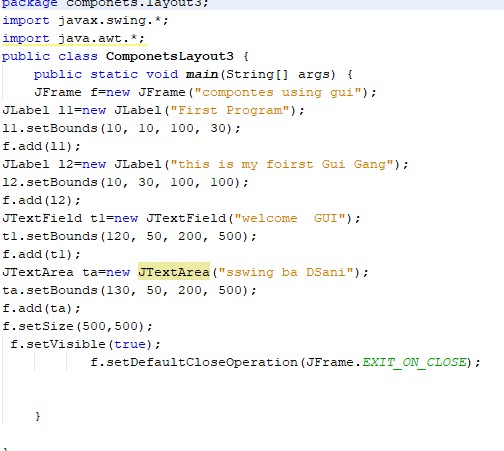 package componets.layout3;
import javax.swing.*;
import java.awt.*;
public class ComponetsLayout3 {
public static void main(String[] args) {
JFrame f=new JFrame("compontes using gui");
JLabel l1=new JLabel("First Program");
l1.setBounds(10, 10, 100, 30);
f.add(l1);
JLabel l2=new JLabel("this is my foirst Gui Gang");
l2.setBounds(10, 30, 100, 100);
f.add(l2);
JTextField t1=new JTextField("welcome  GUI");
t1.setBounds(120, 50, 200, 500);
f.add(t1);
JTextArea ta=new JTextArea("sswing ba DSani");
ta.setBounds(130, 50, 200, 500);
f.add(ta);
f.setSize(500,500);
f.setVisible(true);
f.setDefaultCloseOperation(JFrame.EXIT_ON_CLOSE);
}
}